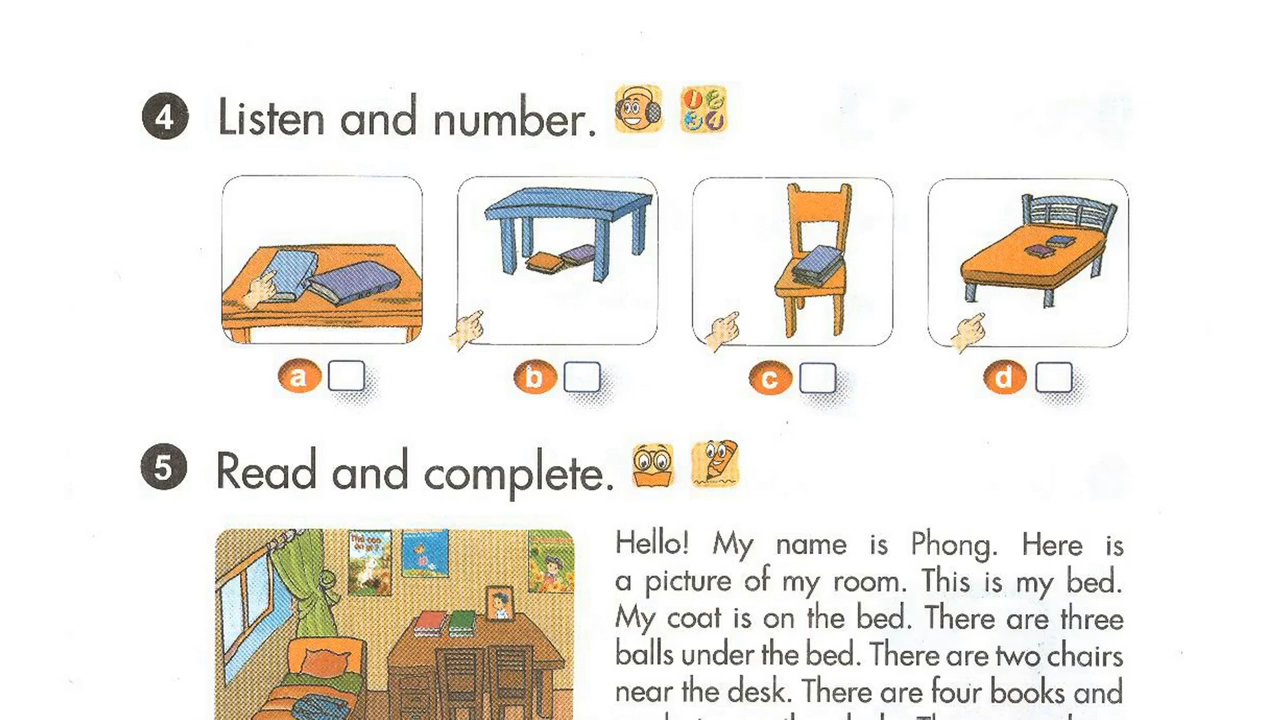 4 Listen and number.
a
b
c
d
5 Read and complete.
Hello! My name is Phong. Here is
a picture of my room. This is my bed.
My coat is on the bed. There are three
balls under the bed. There are two chairs
near the desk. There are four books and